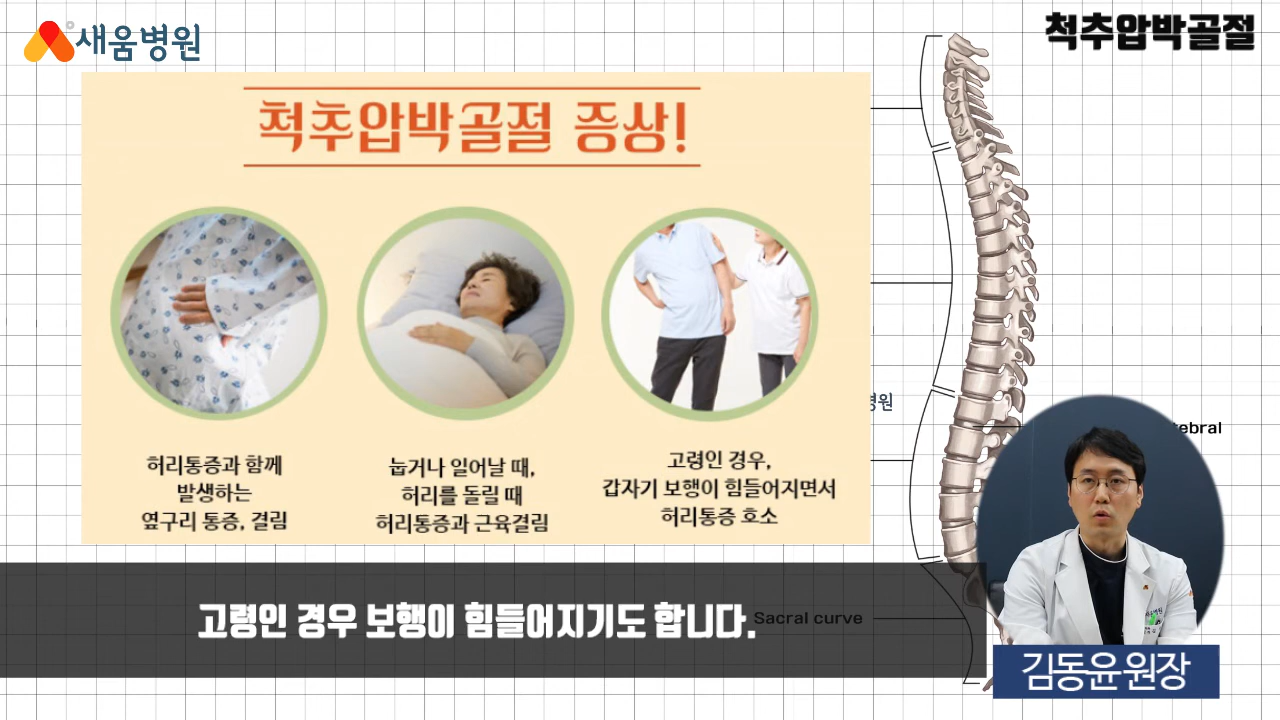 새움병원
척추압박골절
척추압박골절 증상!
허리통증과 함께
발생하는
옆구리 통증, 결림
눕거나 일어날 때,
허리를 돌릴 때
허리통증과 근육결림
고령인 경우,
갑자기 보행이 힘들어지면서
허리통증 호소
병원
tebral
고령인 경우 보행이 힘들어지기도 합니다.
Sacral curve
김동윤 원장